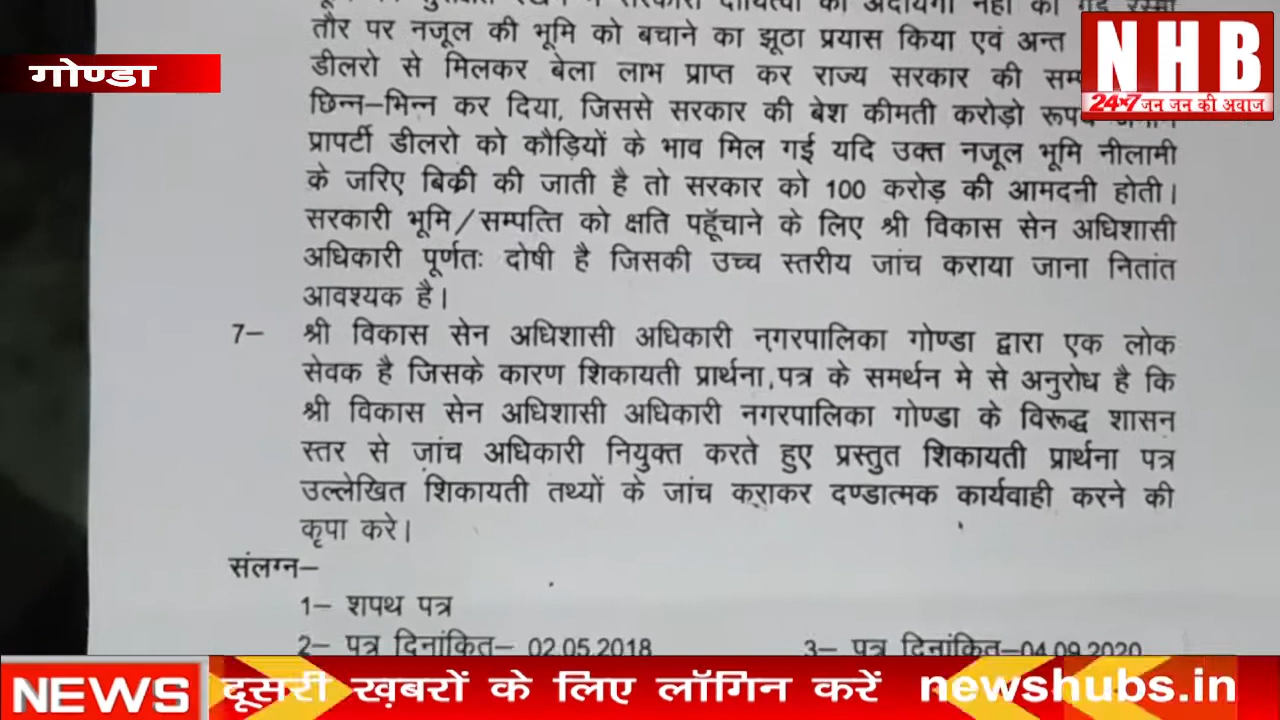 गोण्डा
NHB
24×7 जन जन की अवाज
तौर पर नजूल की भूमि को बचाने का झूठा प्रयास किया एवं अन्त
डीलरो से मिलकर बेला लाभ प्राप्त कर राज्य सरकार की
छिन्न–भिन्न कर दिया, जिससे सरकार की बेश कीमती करोड़ो
प्रापर्टी डीलरो को कौड़ियों के भाव मिल गई यदि उक्त नजूल भूमि नीलामी
के जरिए बिक्री की जाती है तो सरकार को 100 करोड़ की आमदनी होती।
सरकारी भूमि/सम्पत्ति को क्षति पहुँचाने के लिए श्री विकास सेन अधिशासी
अधिकारी पूर्णतः दोषी है जिसकी उच्च स्तरीय जांच कराया जाना नितांत
आवश्यक है।
7– श्री विकास सेन अधिशासी अधिकारी नगरपालिका गोण्डा द्वारा एक लोक
सेवक है जिसके कारण शिकायती प्रार्थना पत्र के समर्थन मे से अनुरोध है कि
श्री विकास सेन अधिशासी अधिकारी नगरपालिका गोण्डा के विरूद्ध शासन
स्तर से जांच अधिकारी नियुक्त करते हुए प्रस्तुत शिकायती प्रार्थना पत्र
उल्लेखित शिकायती तथ्यों के जांच कराकर दण्डात्मक कार्यवाही करने की
कृपा करे।
संलग्न–
1– शपथ पत्र
2– पत्र दिनांकित– 02.05.2018 3– पत्र दिनांकित–04.09.2020
NEWS दूसरी ख़बरों के लिए लॉगिन करें newshubs.in